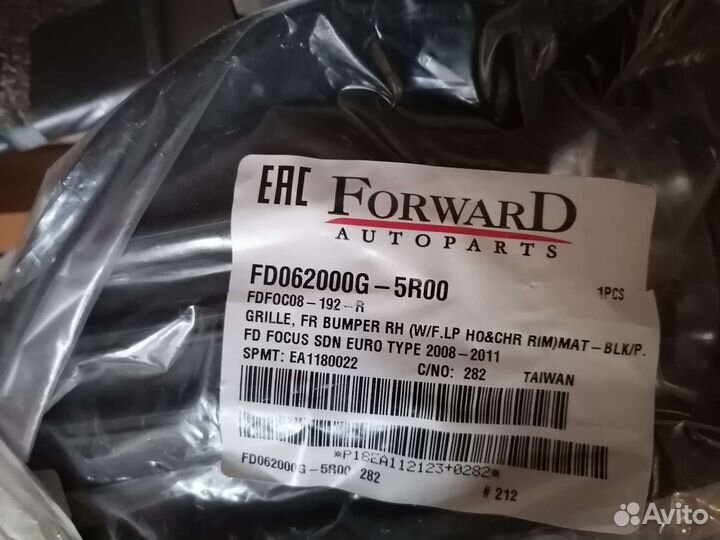 EAC FORWARD
AUTOPARTS
FD062000G-5R00 1PCS
FDFOC08-192-R
GRILLE, FR BUMPER RH (W/F.LP HO&CHR RIM)MAT-BLK/P.
FD FOCUS SDN EURO TYPE 2008-2011
SPMT: EA1180022 C/NO: 282 TAIWAN
*P18EA112123+0282*
FD062000G-5R00 282 # 212
Avito